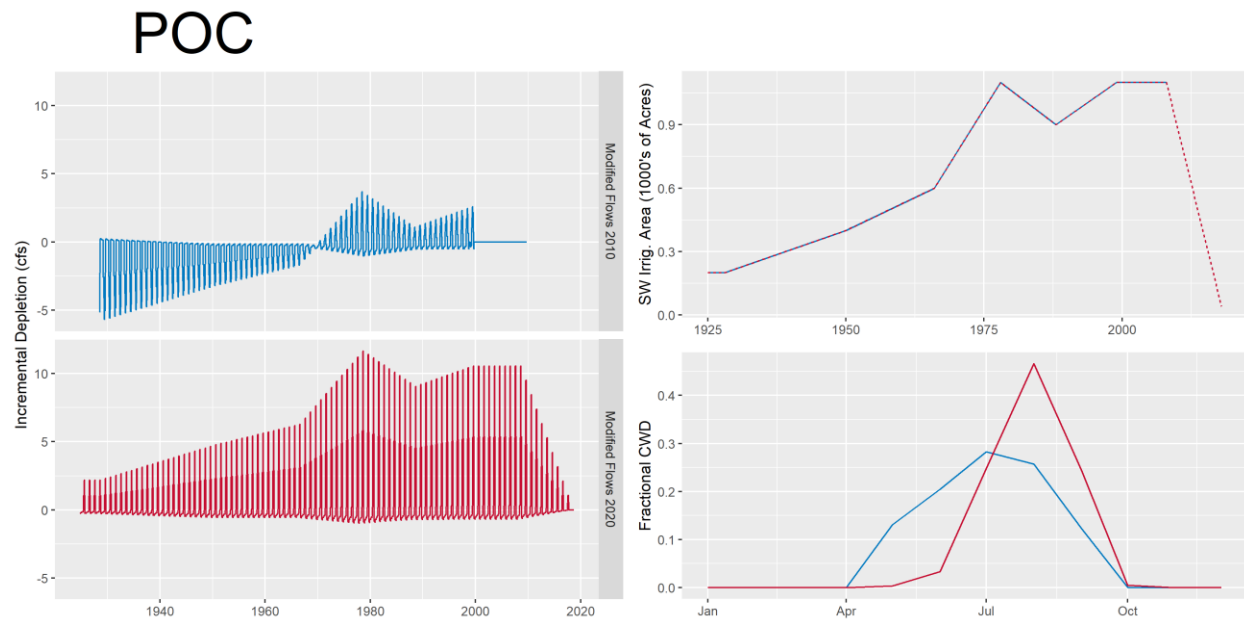 POC
Incremental Depletion (cfs)
10
5
0
-5
Modified Flows 2010
10
5
0
-5
Modified Flows 2020
1940
1960
1980
2000
2020
SW Irrig. Area (1000's of Acres)
0.9
0.6
0.3
0.0
1925
1950
1975
2000
Fractional CWD
0.4
0.3
0.2
0.1
0.0
Jan
Apr
Jul
Oct